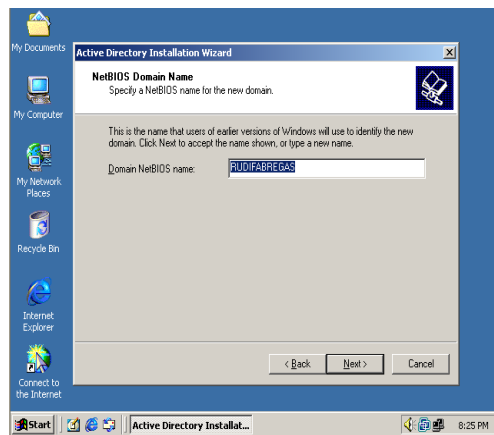 My Documents
My Computer
My Network
Places
Recycle Bin
Internet
Explorer
Connect to
the Internet
Active Directory Installation Wizard
NetBIOS Domain Name
Specify a NetBIOS name for the new domain.
This is the name that users of earlier versions of Windows will use to identify the new
domain. Click Next to accept the name shown, or type a new name.
Domain NetBIOS name: RUDIFABREGAS
< Back Next > Cancel
Start Active Directory Installat... 8:25 PM